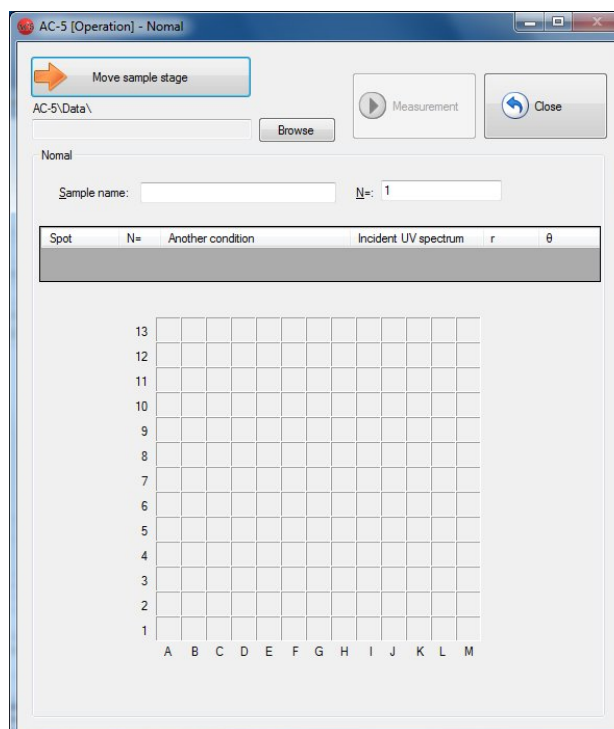 AC-5 [Operation] - Nomal
Move sample stage
Measurement
Close
AC-5\Data\
Browse
Nomal
Sample name:
N=: 1
Spot N= Another condition Incident UV spectrum r θ
13
12
11
10
9
8
7
6
5
4
3
2
1
A B C D E F G H I J K L M